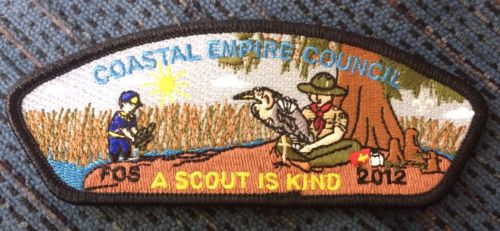 COASTAL EMPIRE COUNCIL
FOS A SCOUT IS KIND 2012